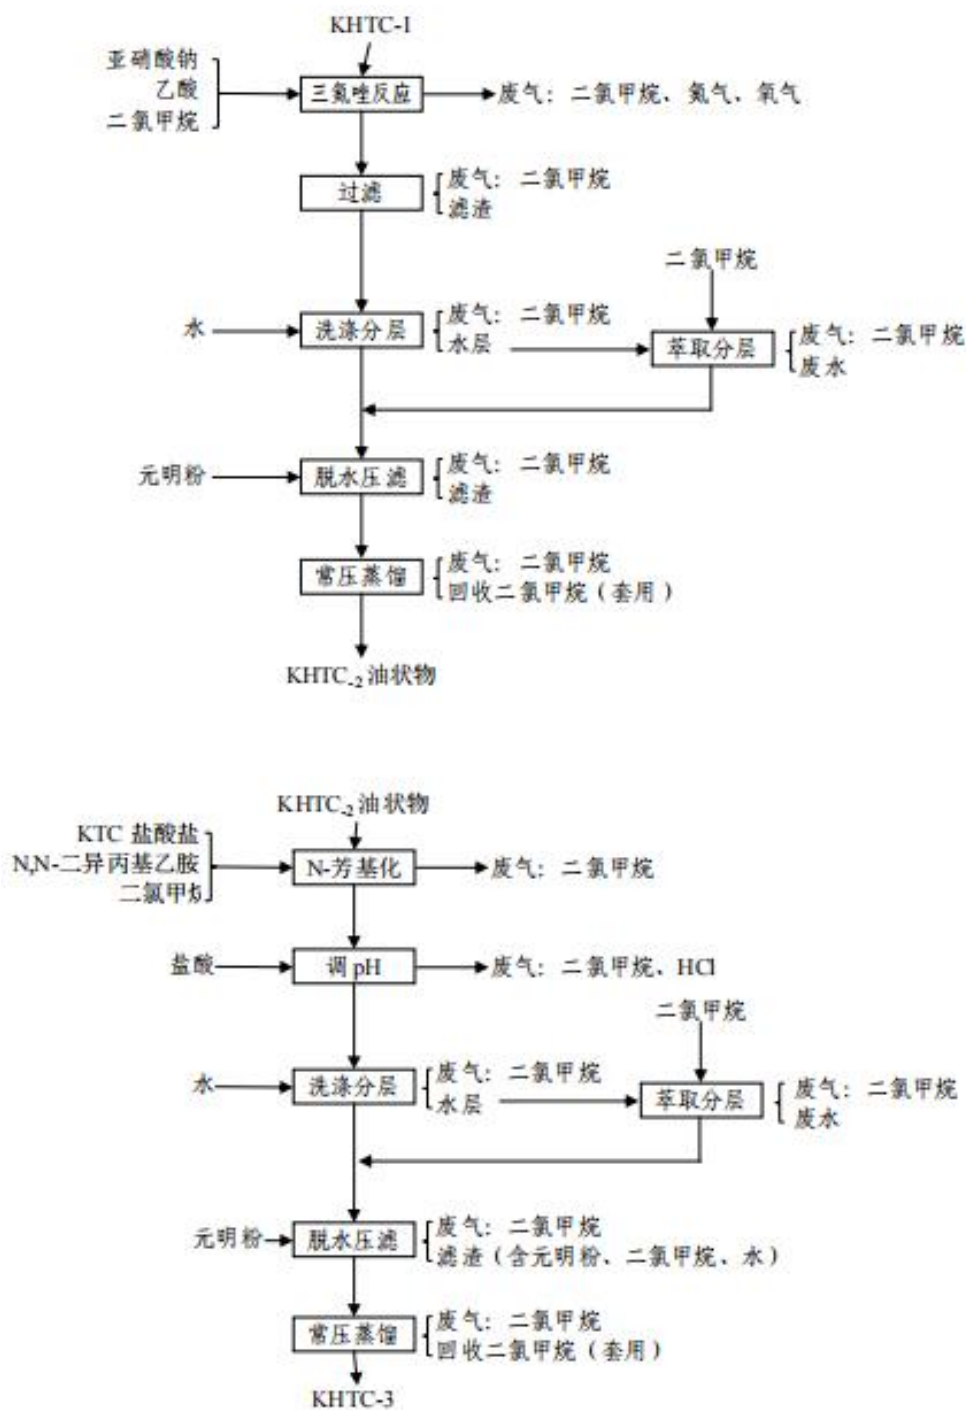 KHTC-1
亚硝酸钠
乙酸
二氯甲烷
三氮唑反应
废气：二氯甲烷、氮气、氧气
过滤
废气：二氯甲烷
滤渣
二氯甲烷
水
洗涤分层
废气：二氯甲烷
水层
萃取分层
废气：二氯甲烷
废水
元明粉
脱水压滤
废气：二氯甲烷
滤渣
常压蒸馏
废气：二氯甲烷
回收二氯甲烷（套用）
KHTC-2 油状物
KHTC-2 油状物
KTC 盐酸盐
N,N-二异丙基乙胺
二氯甲烷
N-芳基化
废气：二氯甲烷
盐酸
调 pH
废气：二氯甲烷、HCl
二氯甲烷
水
洗涤分层
废气：二氯甲烷
水层
萃取分层
废气：二氯甲烷
废水
元明粉
脱水压滤
废气：二氯甲烷
滤渣（含元明粉、二氯甲烷、水）
常压蒸馏
废气：二氯甲烷
回收二氯甲烷（套用）
KHTC-3